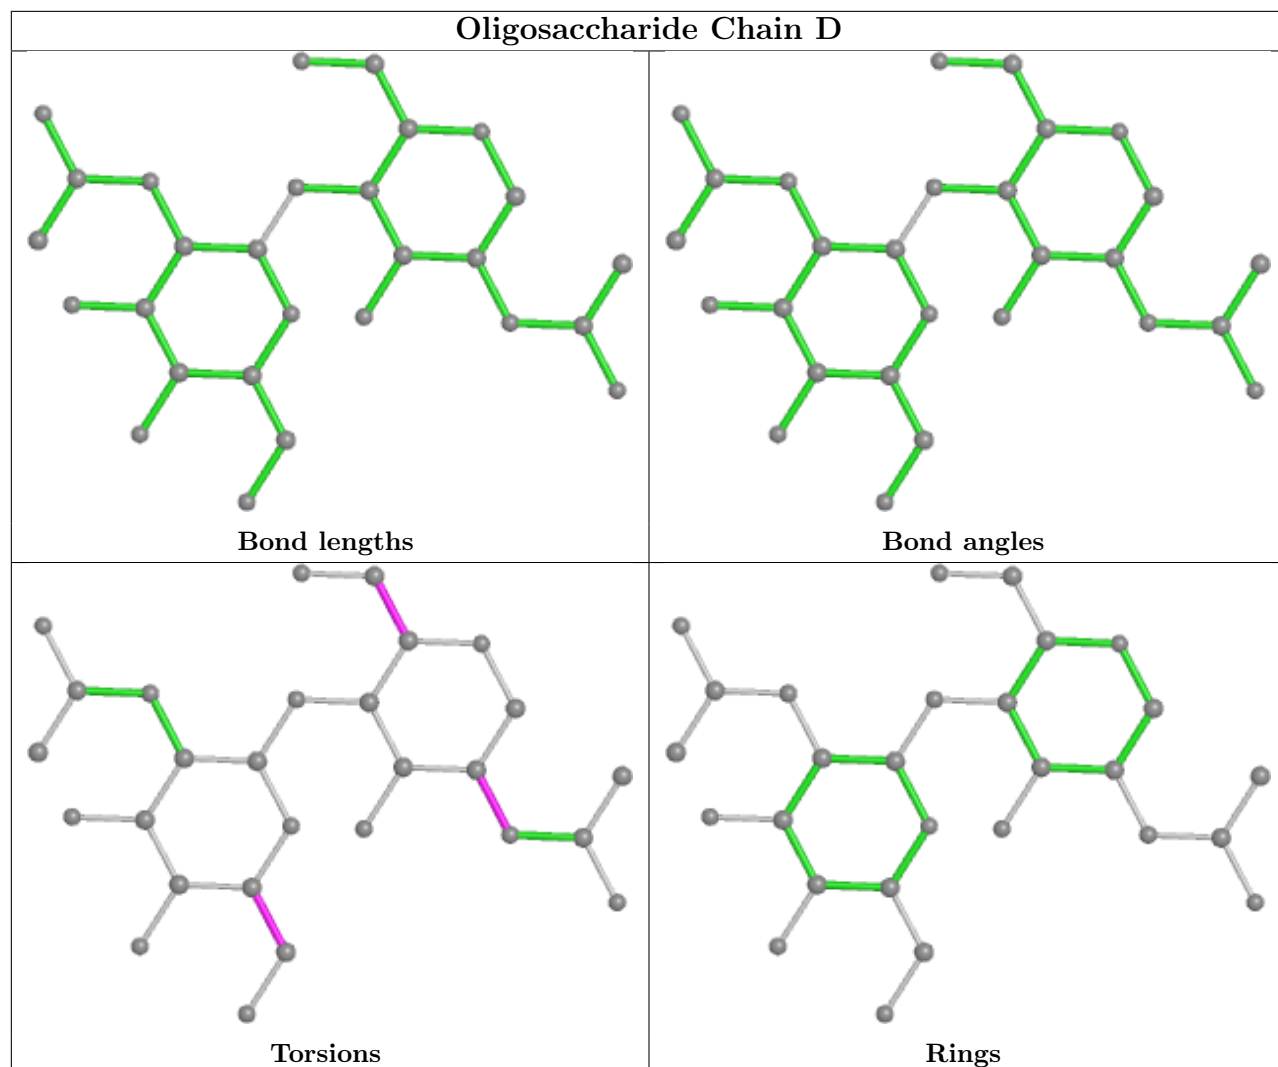 Oligosaccharide Chain D
Bond lengths
Bond angles
Torsions
Rings